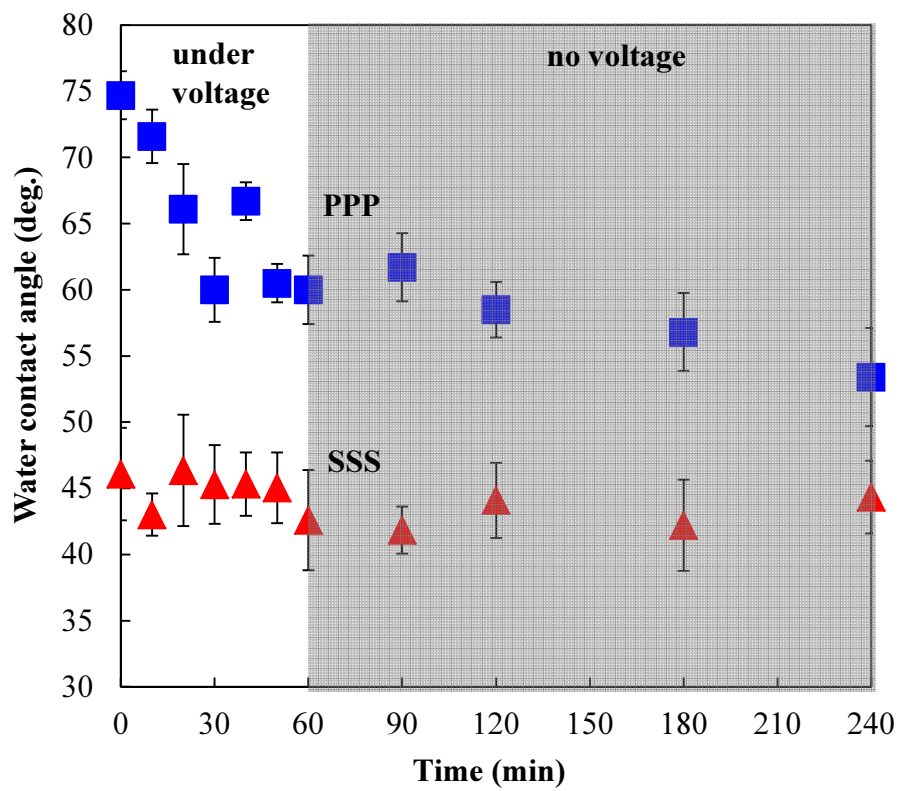 80
75
70
65
60
55
50
45
40
35
30
Water contact angle (deg.)
under
voltage
no voltage
PPP
SSS
0 30 60 90 120 150 180 210 240
Time (min)